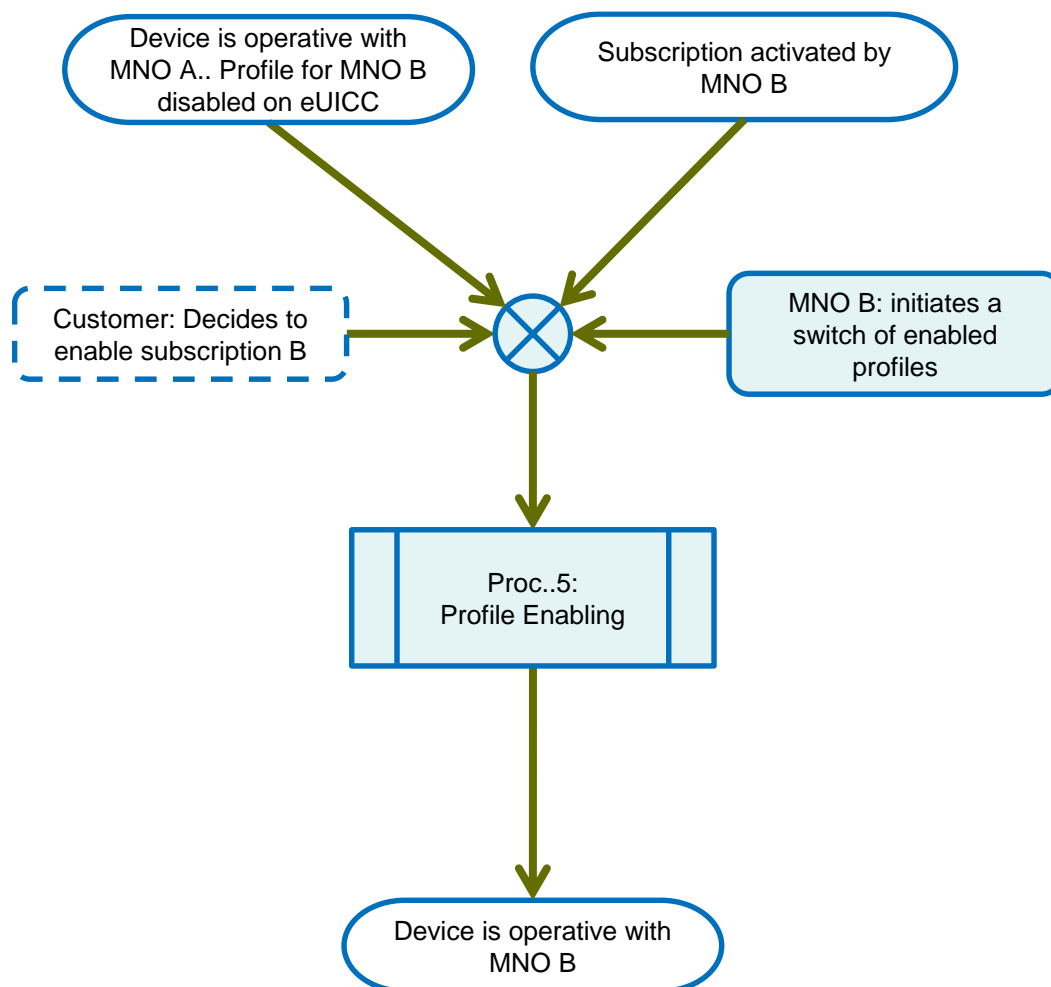 Device is operative with
MNO A.. Profile for MNO B
disabled on eUICC
Subscription activated by
MNO B
Customer: Decides to
enable subscription B
MNO B: initiates a
switch of enabled
profiles
Proc..5:
Profile Enabling
Device is operative with
MNO B